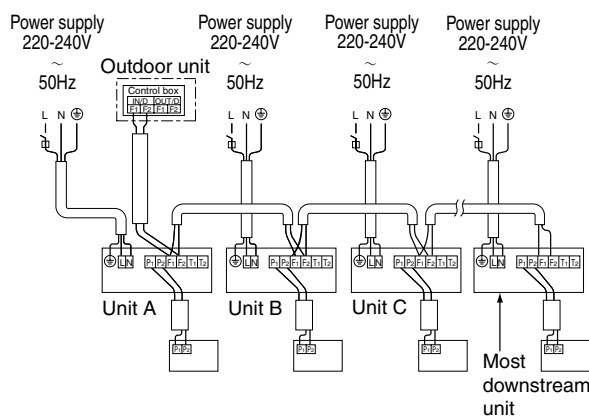 Power supply Power supply Power supply Power supply
220-240V 220-240V 220-240V 220-240V
~ ~ ~ ~
50Hz 50Hz 50Hz 50Hz
Outdoor unit
Control box
IN/D OUT/D
F1 F2 F1 F2
L N L N L N L N
L N P1 P2 F1 F2 T1 T2 L N P1 P2 F1 F2 T1 T2 L N P1 P2 F1 F2 T1 T2 L N P1 P2 F1 F2 T1 T2
Unit A Unit B Unit C
P1 P2 P1 P2 P1 P2 P1 P2
Most
downstream
unit